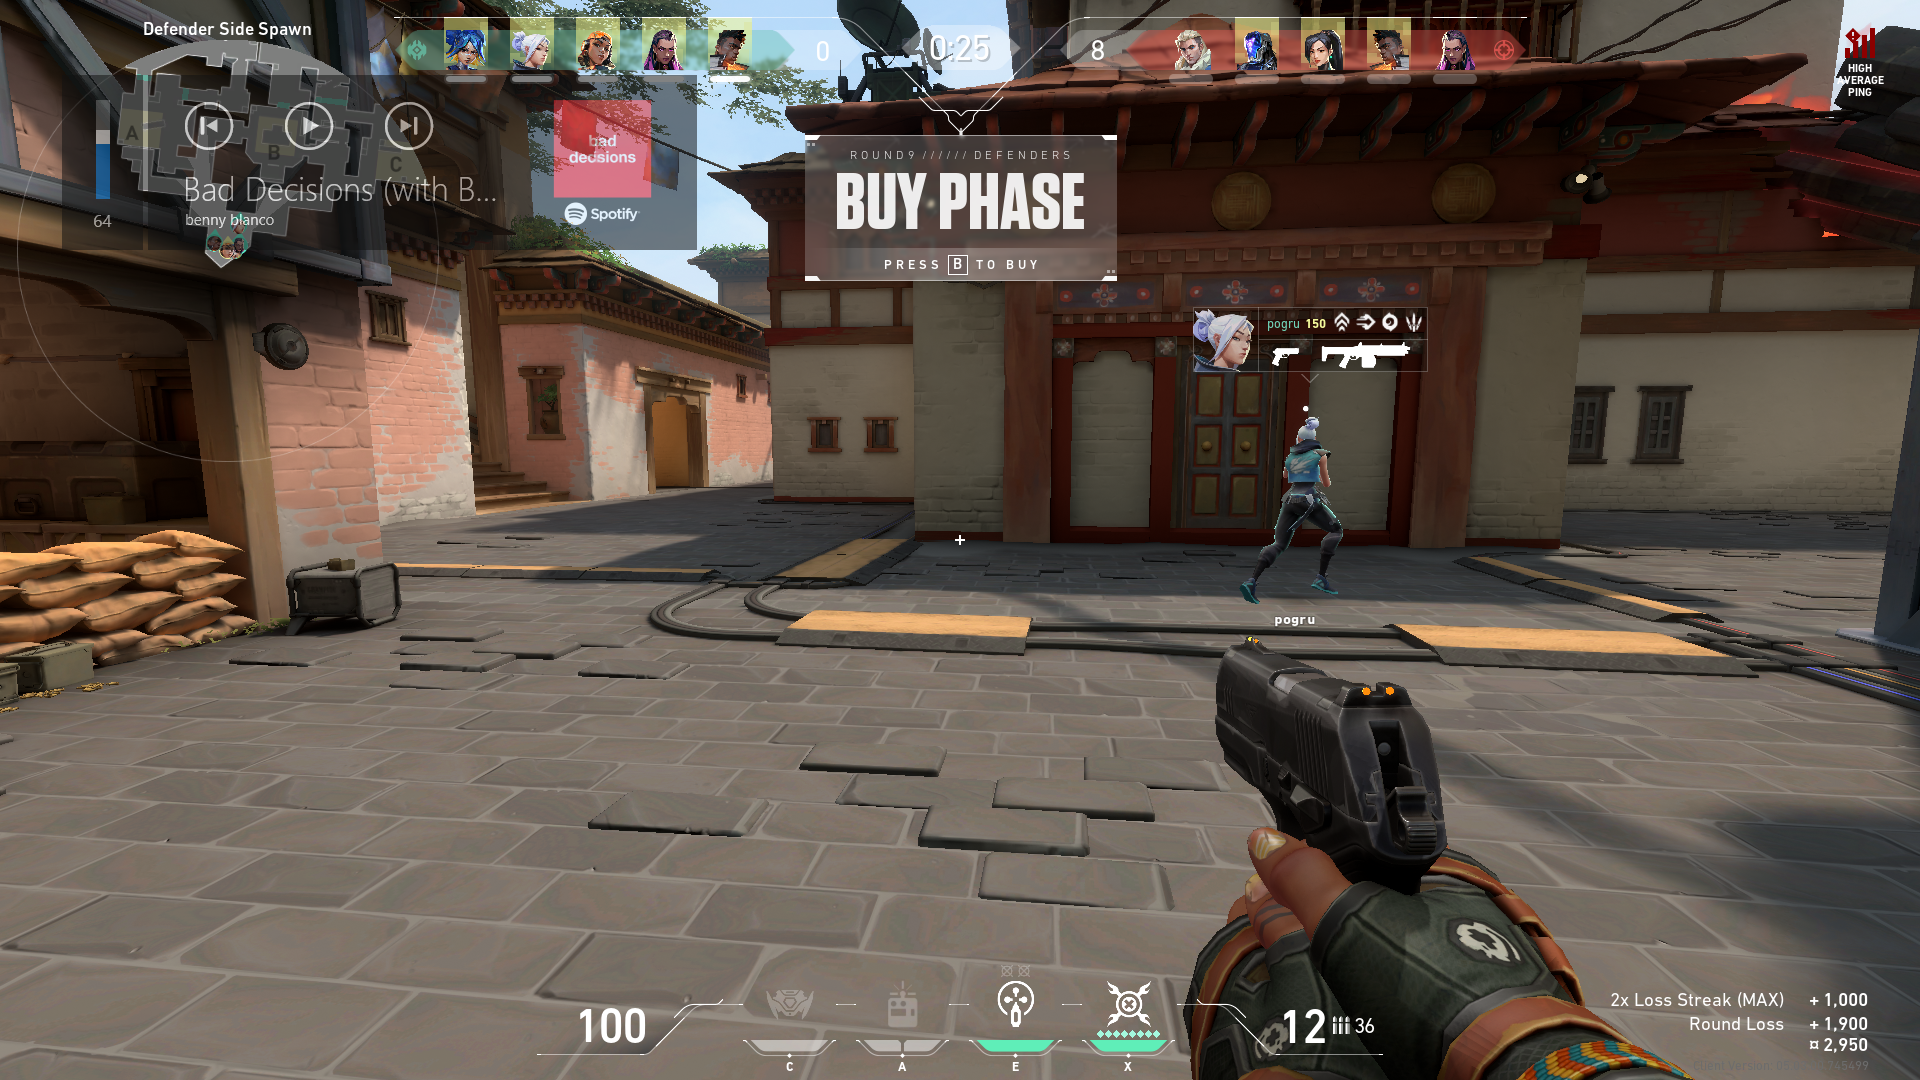 Defender Side Spawn
0
0:25
8
HIGH
AVERAGE
PING
A
B
C
64
Bad Decisions (with B...
benny blanco
bad
decisions
Spotify
ROUND 9 ////// DEFENDERS
BUY PHASE
PRESS B TO BUY
pogru 150
pogru
100
C
A
E
X
12
36
2x Loss Streak (MAX) + 1,000
Round Loss + 1,900
¤ 2,950